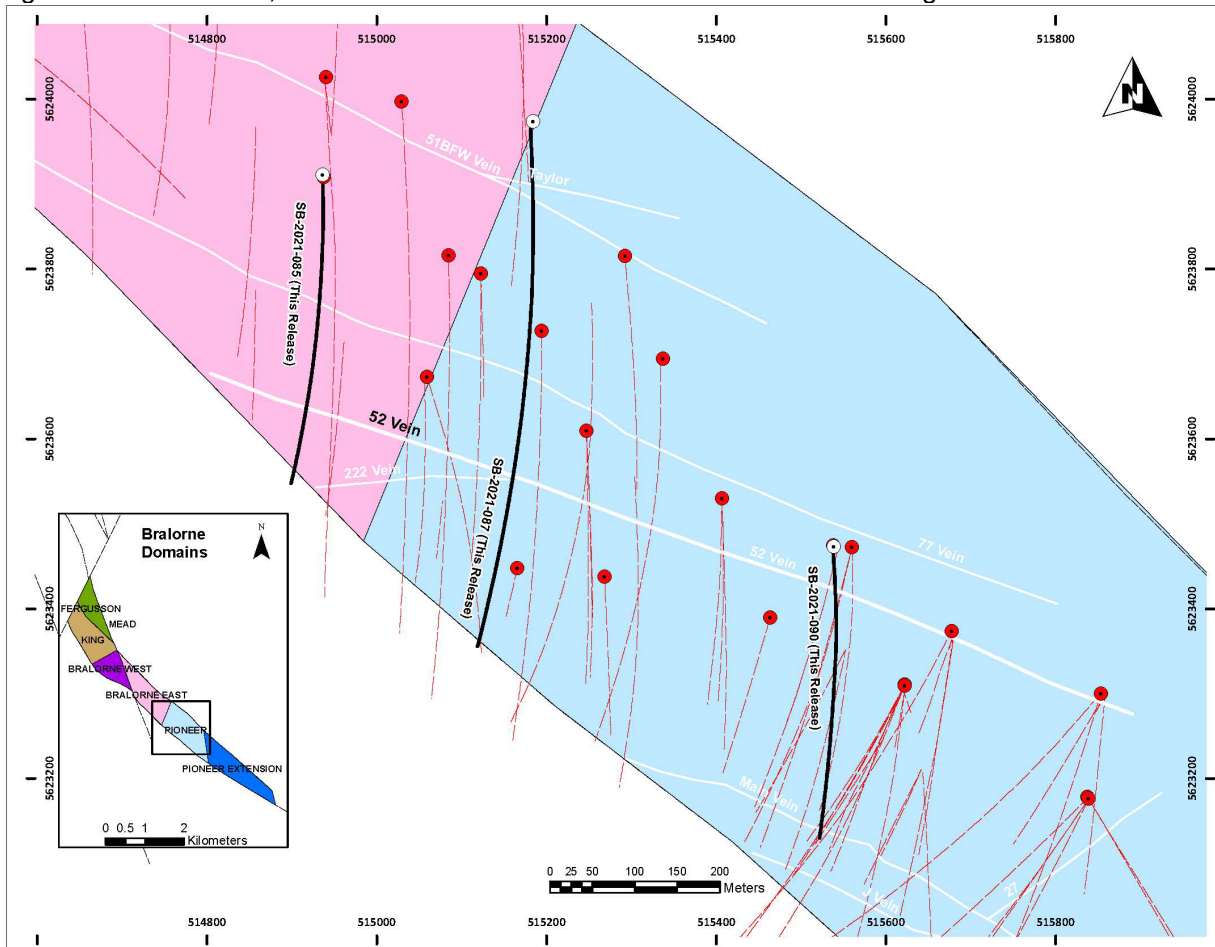 514800
515000
515200
515400
515600
515800
5624000
5624000
N
51BFW Vein
Taylor
SB-2021-085 (This Release)
5623800
5623800
52 Vein
5623600
5623600
222 Vein
SB-2021-087 (This Release)
52 Vein
77 Vein
SB-2021-090 (This Release)
5623400
5623400
Bralorne
Domains
N
FERGUSSON
MEAD
KING
BRALORNE WEST
BRALORNE EAST
PIONEER
PIONEER EXTENSION
0 0.5 1 2
Kilometers
5623200
5623200
Main Vein
J Vein
27
0 25 50 100 150 200
Meters
514800
515000
515200
515400
515600
515800